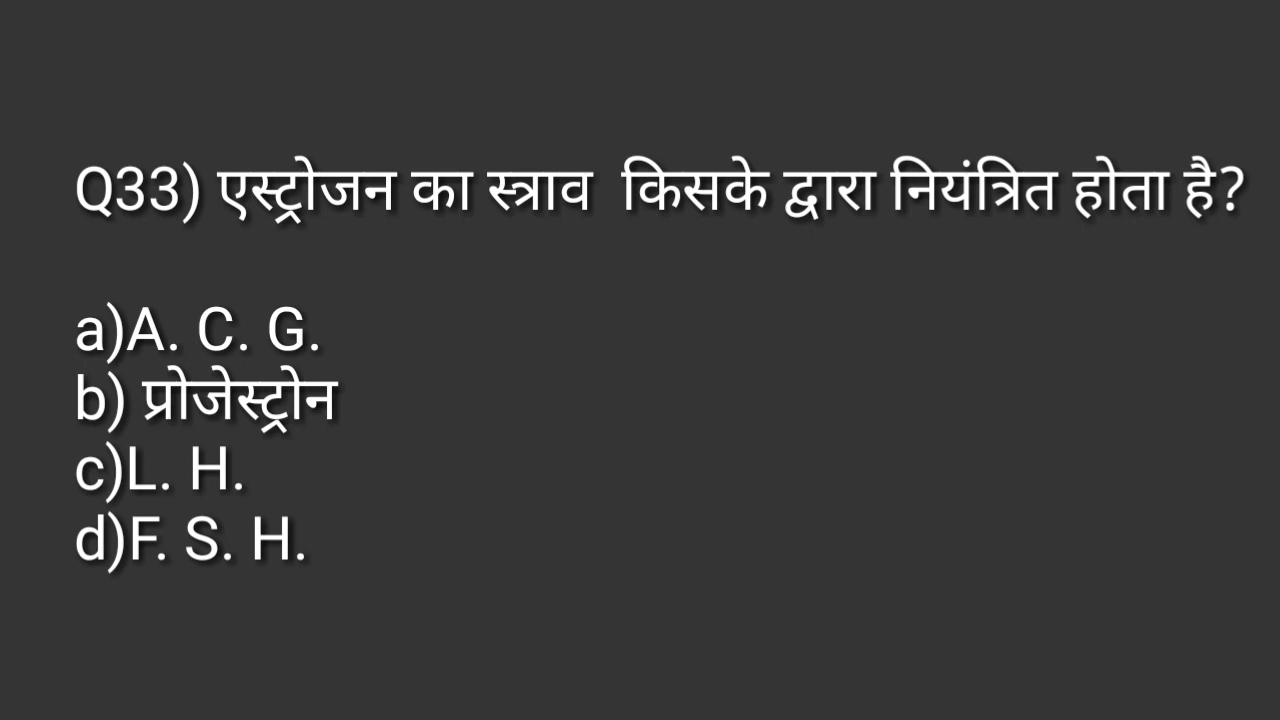 Q33) एस्ट्रोजन का स्त्राव  किसके द्वारा नियंत्रित होता है?
a)A. C. G.
b) प्रोजेस्ट्रोन
c)L. H.
d)F. S. H.